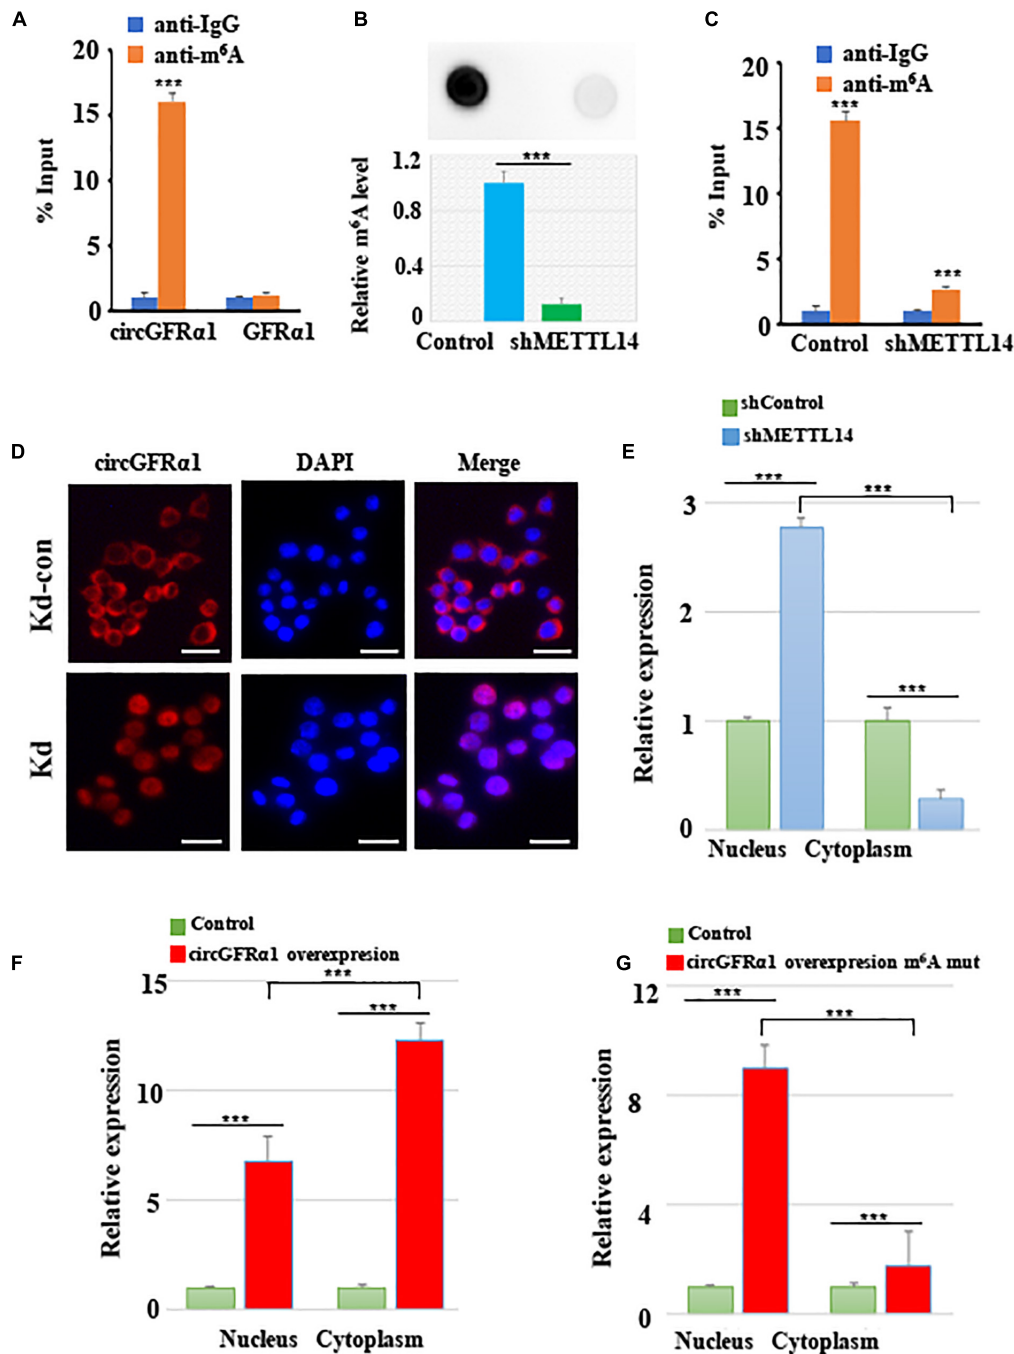 A
anti-IgG
anti-m⁶A
20
15
10
5
0
% Input
***
circGFRα1 GFRα1
B
1.2
0.8
0.4
0
Relative m⁶A level
***
Control shMETTL14
C
anti-IgG
anti-m⁶A
20
15
10
5
0
% Input
***
***
Control shMETTL14
D
circGFRα1 DAPI Merge
Kd-con
Kd
E
shControl
shMETTL14
***
***
***
3
2
1
0
Relative expression
Nucleus Cytoplasm
F
Control
circGFRα1 overexpresion
***
***
***
15
10
5
0
Relative expression
Nucleus Cytoplasm
G
Control
circGFRα1 overexpresion m⁶A mut
***
***
***
12
8
4
0
Relative expression
Nucleus Cytoplasm